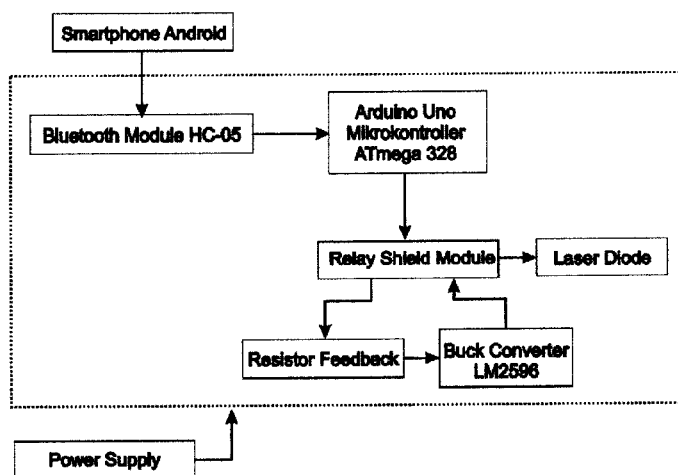 Smartphone Android
Bluetooth Module HC-05
Arduino Uno
Mikrokontroller
ATmega 328
Relay Shield Module
Laser Diode
Resistor Feedback
Buck Converter
LM2596
Power Supply